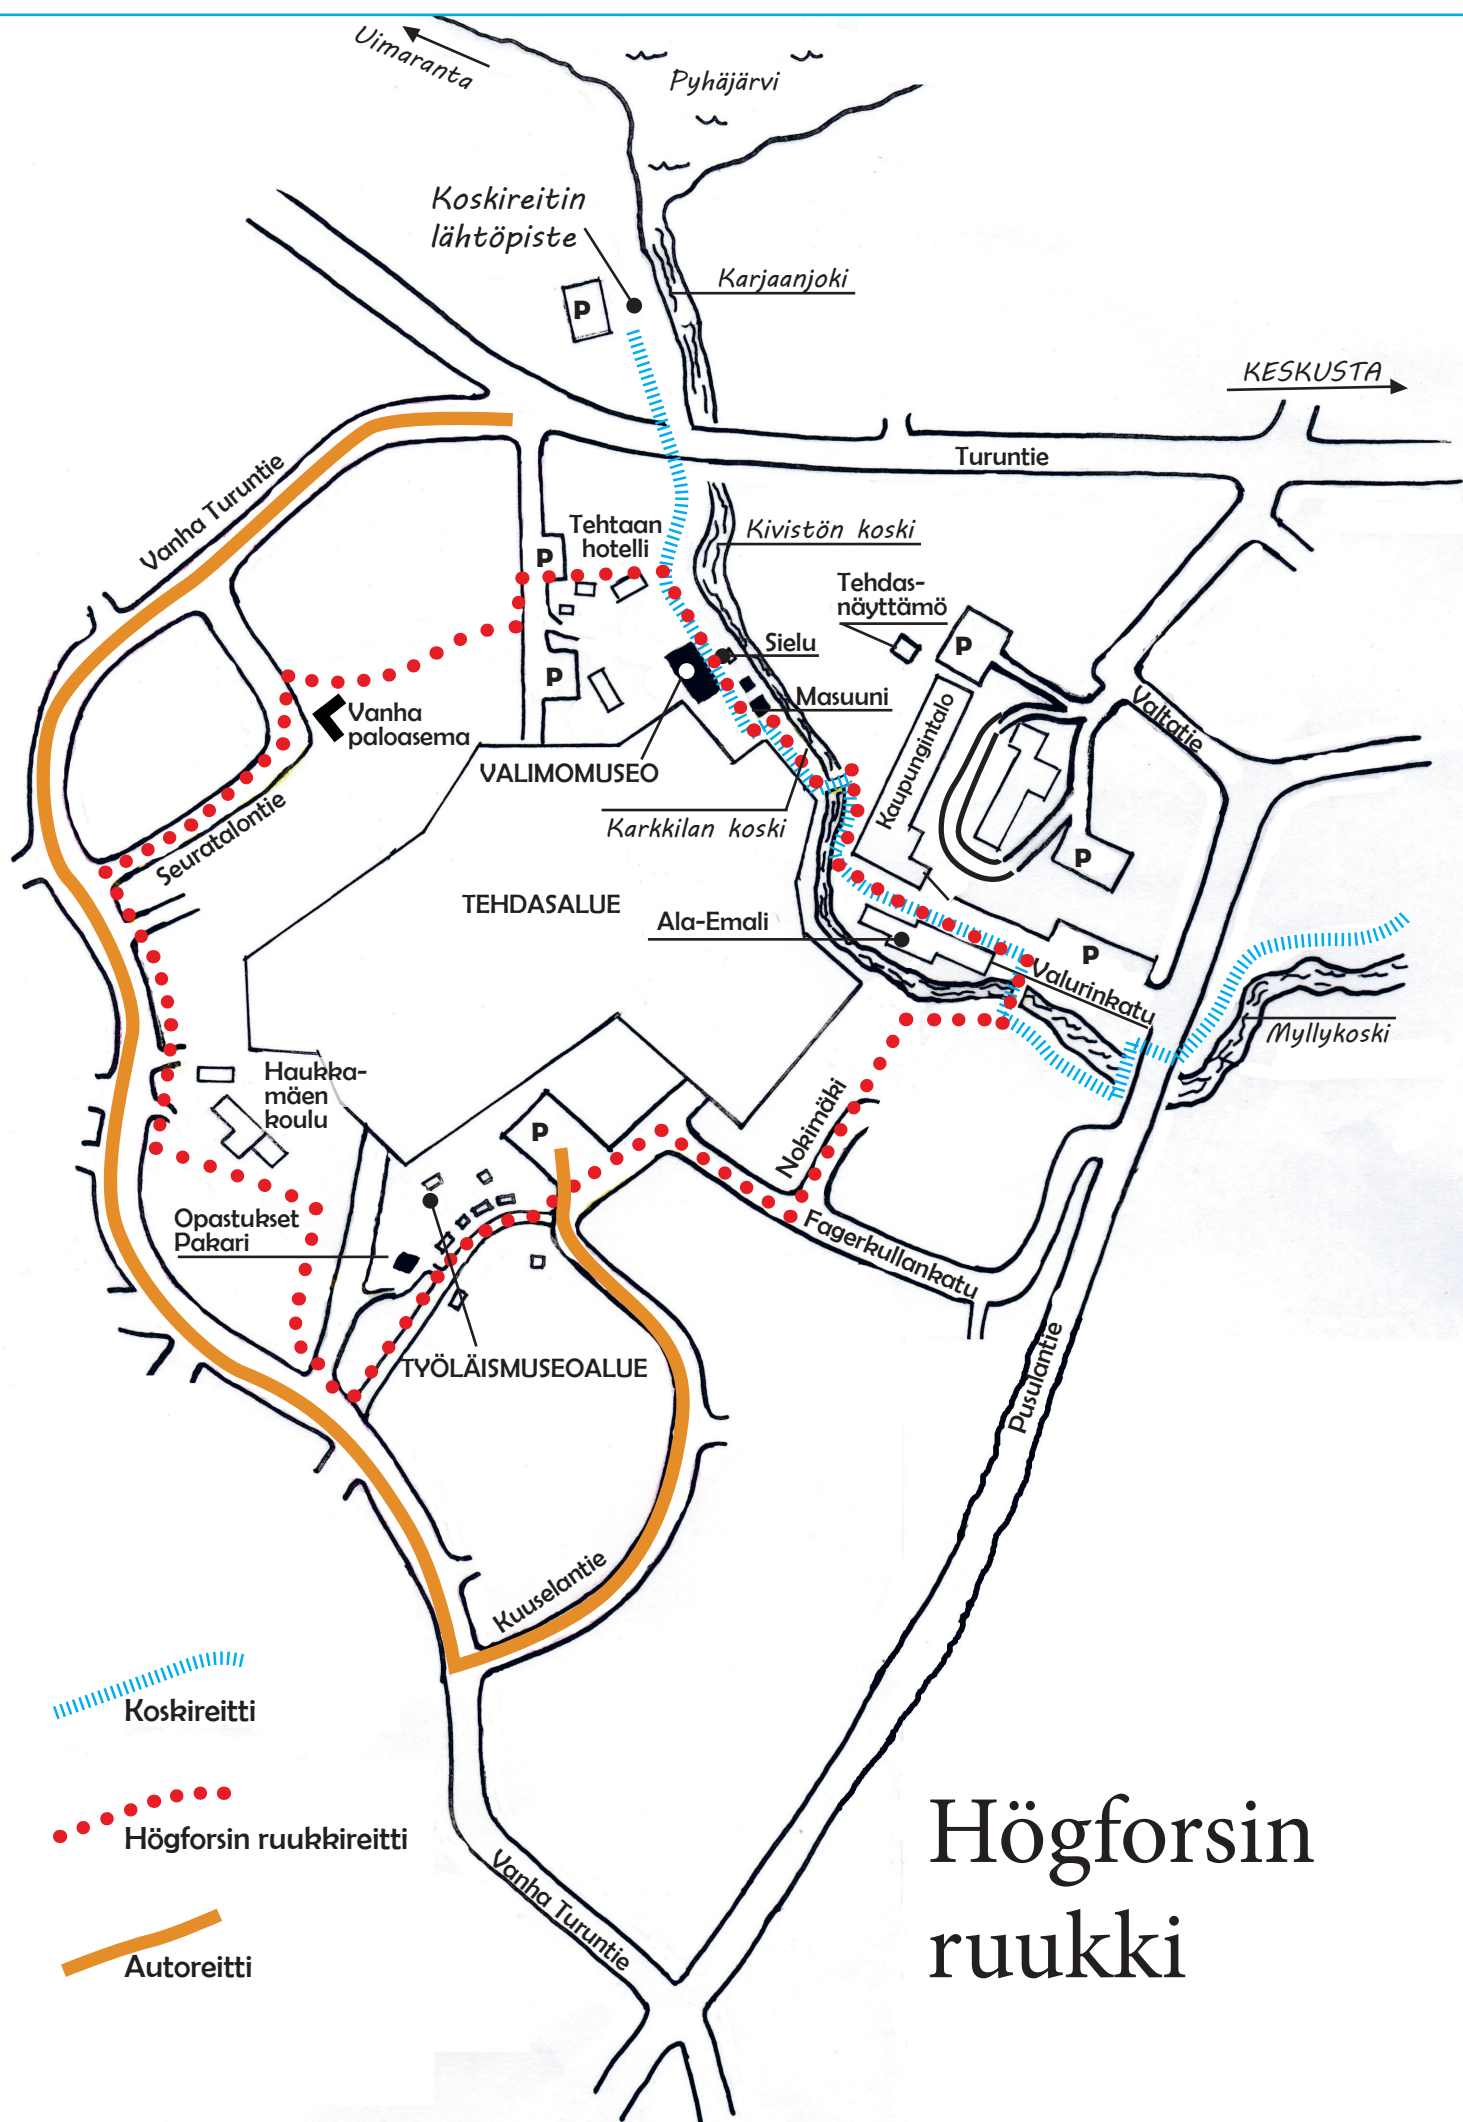 Uimaranta
Pyhäjärvi
Koskireitin
lähtöpiste
Karjaanjoki
P
KESKUSTA
Turuntie
Vanha Turuntie
Tehtaan
hotelli
P
Kivistön koski
Tehdas-
näyttämö
P
Sielu
P
Masuuni
Valtatie
Vanha
paloasema
VALIMOMUSEO
Kaupungintalo
Karkkilan koski
Seuratalontie
P
TEHDASALUE
Ala-Emali
P
Valurinkatu
Myllykoski
Haukka-
mäen
koulu
P
Nokimäki
Opastukset
Pakari
Fagerkullankatu
TYÖLÄISMUSEOALUE
Pusulantie
Kuuselantie
Koskireitti
Högforsin ruukkireitti
Vanha Turuntie
Autoreitti
Högforsin
ruukki